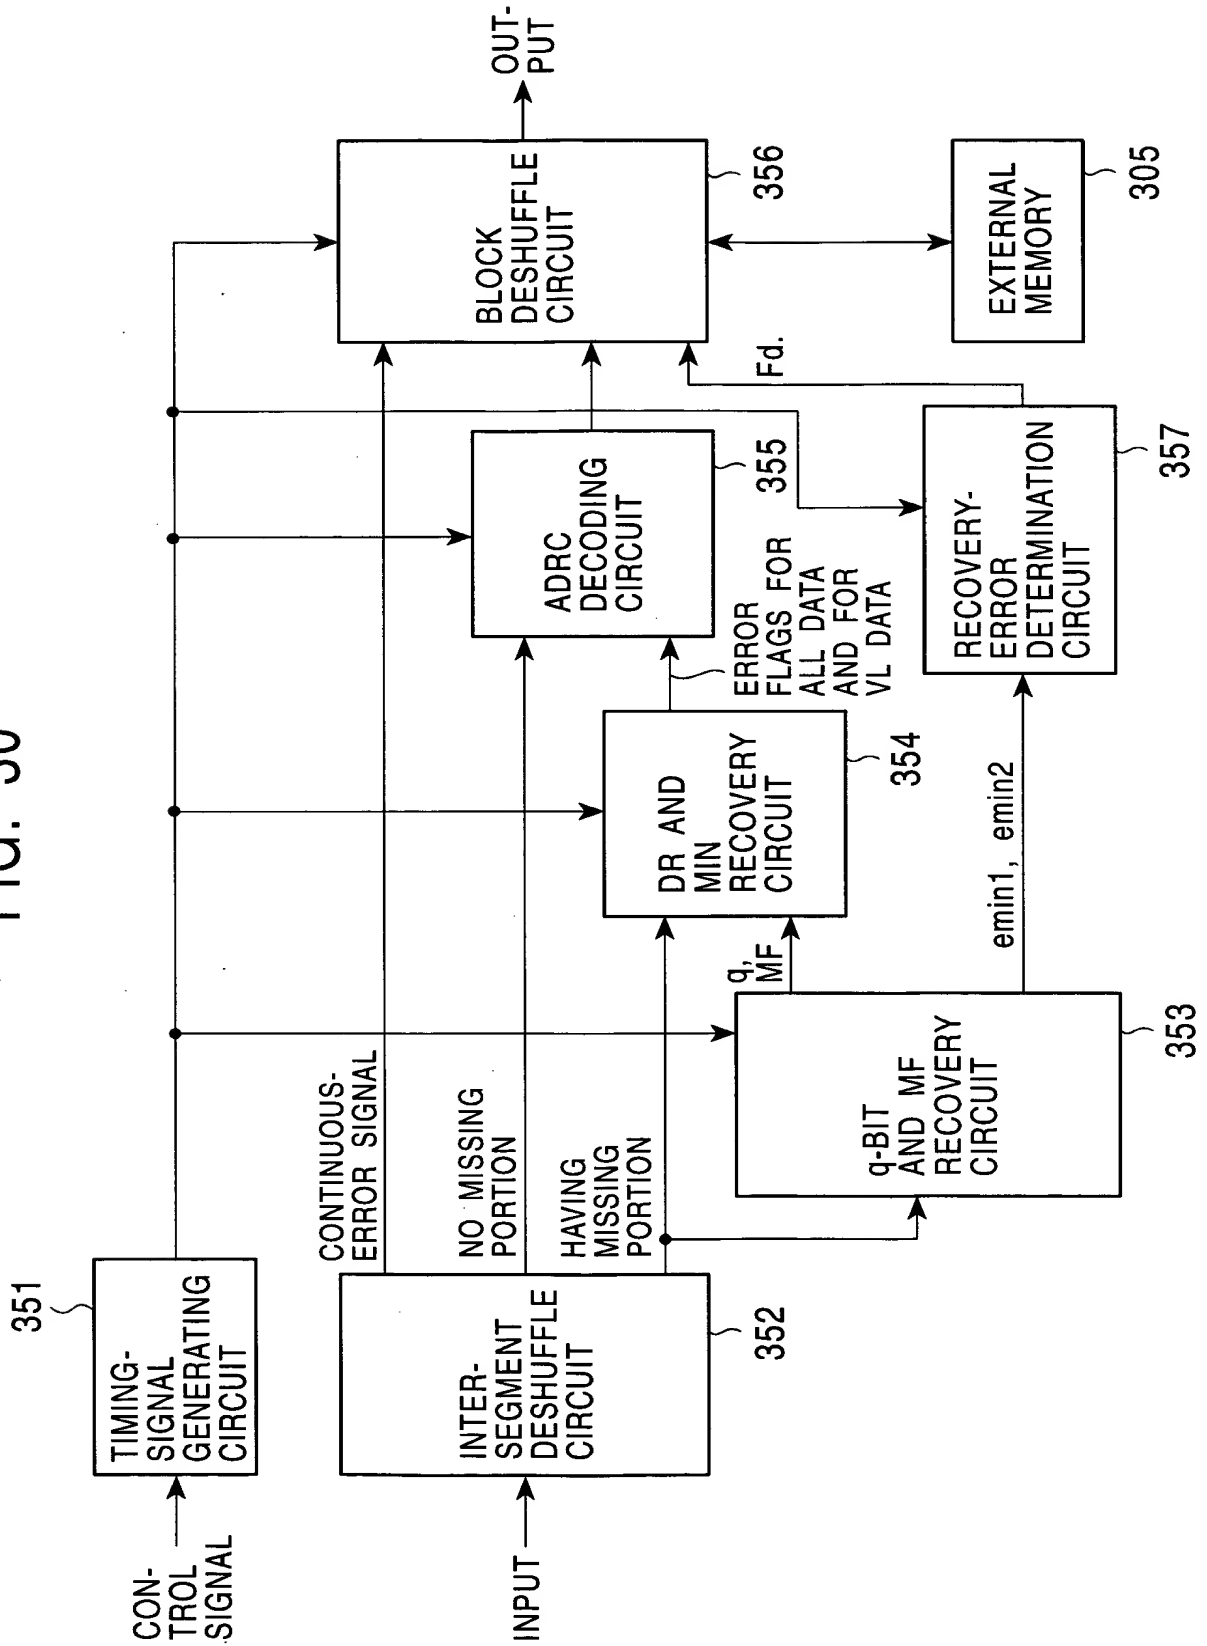 FIG. 30
CON-
TROL
SIGNAL
351
TIMING-
SIGNAL
GENERATING
CIRCUIT
INPUT
INTER-
SEGMENT
DESHUFFLE
CIRCUIT
352
CONTINUOUS-
ERROR SIGNAL
NO MISSING
PORTION
HAVING
MISSING
PORTION
q-BIT
AND MF
RECOVERY
CIRCUIT
353
q,
MF
emin1, emin2
DR AND
MIN
RECOVERY
CIRCUIT
354
ERROR
FLAGS FOR
ALL DATA
AND FOR
VL DATA
ADRC
DECODING
CIRCUIT
355
RECOVERY-
ERROR
DETERMINATION
CIRCUIT
357
Fd.
BLOCK
DESHUFFLE
CIRCUIT
356
EXTERNAL
MEMORY
305
OUT-
PUT